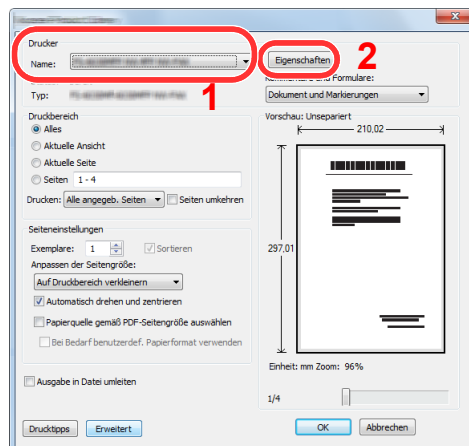 Drucker
Name:
Eigenschaften
1
2
Kommentare und Formulare:
Typ:
Dokument und Markierungen
Druckbereich
Alles
Aktuelle Ansicht
Aktuelle Seite
Seiten 1 - 4
Drucken: Alle angegeb. Seiten Seiten umkehren
Vorschau: Unsepariert
210,02
297,01
Seiteneinstellungen
Exemplare: 1 Sortieren
Anpassen der Seitengröße:
Auf Druckbereich verkleinern
Automatisch drehen und zentrieren
Papierquelle gemäß PDF-Seitengröße auswählen
Bei Bedarf benutzerdef. Papierformat verwenden
Einheit: mm Zoom: 96%
Ausgabe in Datei umleiten
1/4
Drucktipps Erweitert OK Abbrechen